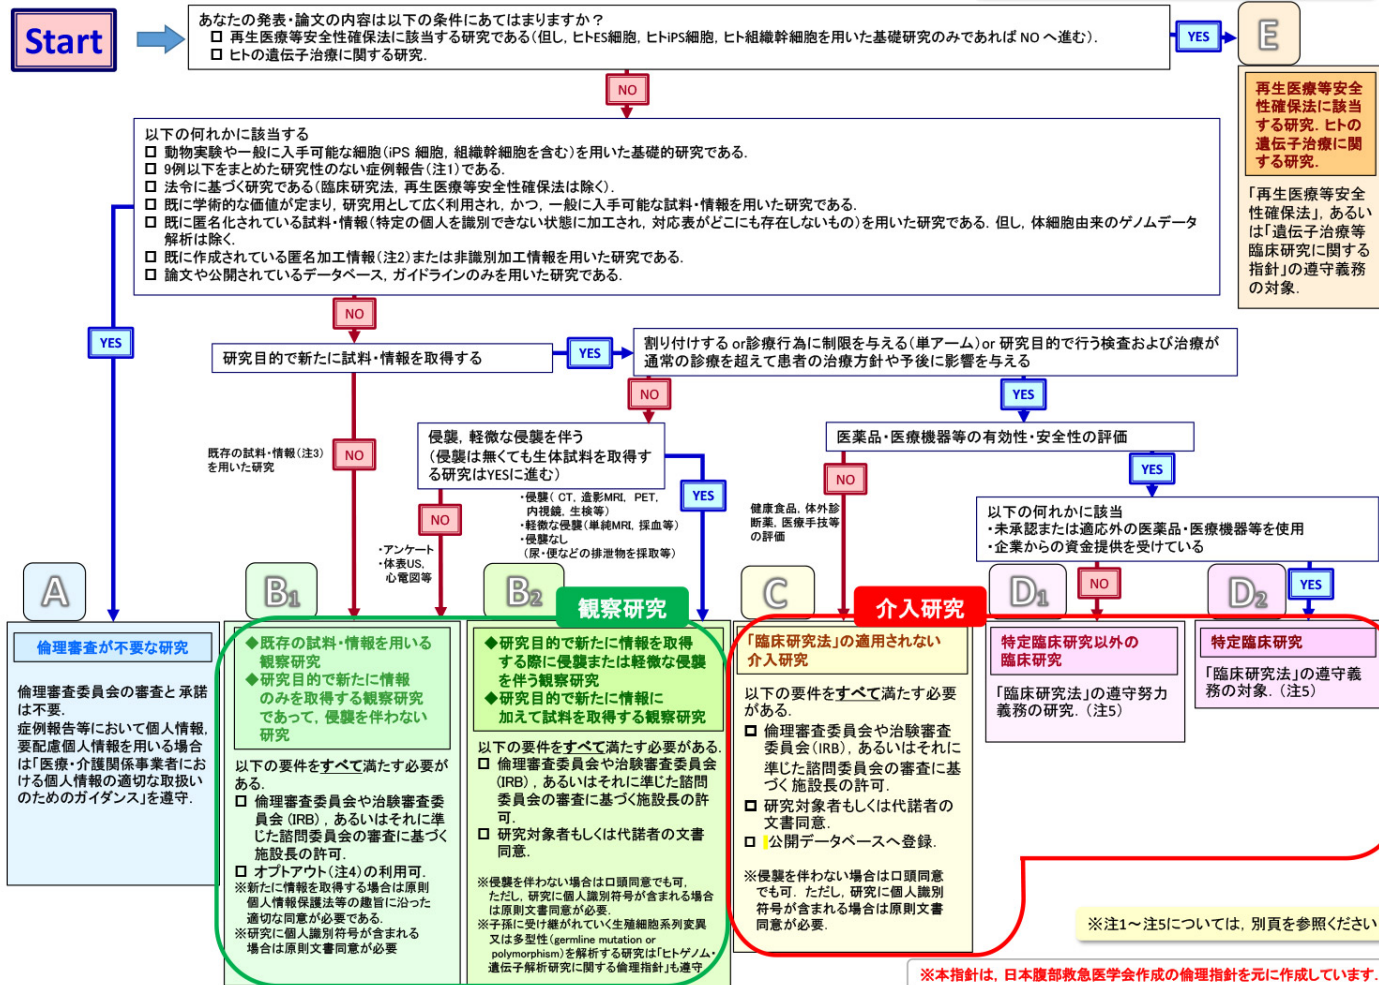 Start
あなたの発表・論文の内容は以下の条件にあてはまりますか？
□ 再生医療等安全性確保法に該当する研究である（但し，ヒトES細胞，ヒトiPS細胞，ヒト組織幹細胞を用いた基礎研究のみであれば NO へ進む）．
□ ヒトの遺伝子治療に関する研究．
YES
E
再生医療等安全
性確保法に該当
する研究．ヒトの
遺伝子治療に関
する研究．
「再生医療等安全
性確保法」，あるい
は「遺伝子治療等
臨床研究に関する
指針」の遵守義務
の対象．
NO
以下の何れかに該当する
□ 動物実験や一般に入手可能な細胞（iPS 細胞，組織幹細胞を含む）を用いた基礎的研究である．
□ 9例以下をまとめた研究性のない症例報告（注1）である．
□ 法令に基づく研究である（臨床研究法，再生医療等安全性確保法は除く）．
□ 既に学術的な価値が定まり，研究用として広く利用され，かつ，一般に入手可能な試料・情報を用いた研究である．
□ 既に匿名化されている試料・情報（特定の個人を識別できない状態に加工され，対応表がどこにも存在しないもの）を用いた研究である．但し，体細胞由来のゲノムデータ
解析は除く．
□ 既に作成されている匿名加工情報（注2）または非識別加工情報を用いた研究である．
□ 論文や公開されているデータベース，ガイドラインのみを用いた研究である．
YES
NO
研究目的で新たに試料・情報を取得する
YES
割り付けする or診療行為に制限を与える（単アーム）or 研究目的で行う検査および治療が
通常の診療を超えて患者の治療方針や予後に影響を与える
NO
YES
既存の試料・情報（注3）
を用いた研究
NO
侵襲，軽微な侵襲を伴う
（侵襲は無くても生体試料を取得す
る研究はYESに進む）
医薬品・医療機器等の有効性・安全性の評価
NO
・アンケート
・体表US，
心電図等
・侵襲（ CT，造影MRI， PET，
内視鏡，生検等）
・軽微な侵襲（単純MRI，採血等）
・侵襲なし
（尿・便などの排泄物を採取等）
YES
NO
健康食品，体外診
断薬，医療手技等
の評価
YES
以下の何れかに該当
・未承認または適応外の医薬品・医療機器等を使用
・企業からの資金提供を受けている
NO
YES
A
倫理審査が不要な研究
倫理審査委員会の審査と承諾
は不要．
症例報告等において個人情報，
要配慮個人情報を用いる場合
は「医療・介護関係事業者にお
ける個人情報の適切な取扱い
のためのガイダンス」を遵守．
B1
◆既存の試料・情報を用いる
観察研究
◆研究目的で新たに情報
のみを取得する観察研究
であって，侵襲を伴わない
研究
以下の要件をすべて満たす必要が
ある．
□ 倫理審査委員会や治験審査委
員会（IRB），あるいはそれに準
じた諮問委員会の審査に基づく
施設長の許可．
□ オプトアウト（注4）の利用可．
※新たに情報を取得する場合は原則
個人情報保護法等の趣旨に沿った
適切な同意が必要である．
※研究に個人識別符号が含まれる
場合は原則文書同意が必要
B2
観察研究
◆研究目的で新たに情報を取得
する際に侵襲または軽微な侵襲
を伴う観察研究
◆研究目的で新たに情報に
加えて試料を取得する観察研究
以下の要件をすべて満たす必要がある．
□ 倫理審査委員会や治験審査委員会
（IRB），あるいはそれに準じた諮問
委員会の審査に基づく施設長の許
可．
□ 研究対象者もしくは代諾者の文書
同意．
※侵襲を伴わない場合は口頭同意でも可，
ただし，研究に個人識別符号が含まれる場合
は原則文書同意が必要．
※子孫に受け継がれていく生殖細胞系列変異
又は多型性（germline mutation or
polymorphism）を解析する研究は「ヒトゲノム・
遺伝子解析研究に関する倫理指針」も遵守
C
介入研究
「臨床研究法」の適用されない
介入研究
以下の要件をすべて満たす必要
がある．
□ 倫理審査委員会や治験審査
委員会（IRB），あるいはそれに
準じた諮問委員会の審査に基
づく施設長の許可．
□ 研究対象者もしくは代諾者の
文書同意．
□ 公開データベースへ登録．
※侵襲を伴わない場合は口頭同意
でも可．ただし，研究に個人識別
符号が含まれる場合は原則文書
同意が必要．
D1
特定臨床研究以外の
臨床研究
「臨床研究法」の遵守努力
義務の研究．（注5）
D2
特定臨床研究
「臨床研究法」の遵守義
務の対象．（注5）
※注1～注5については，別頁を参照ください
※本指針は，日本腹部救急医学会作成の倫理指針を元に作成しています．